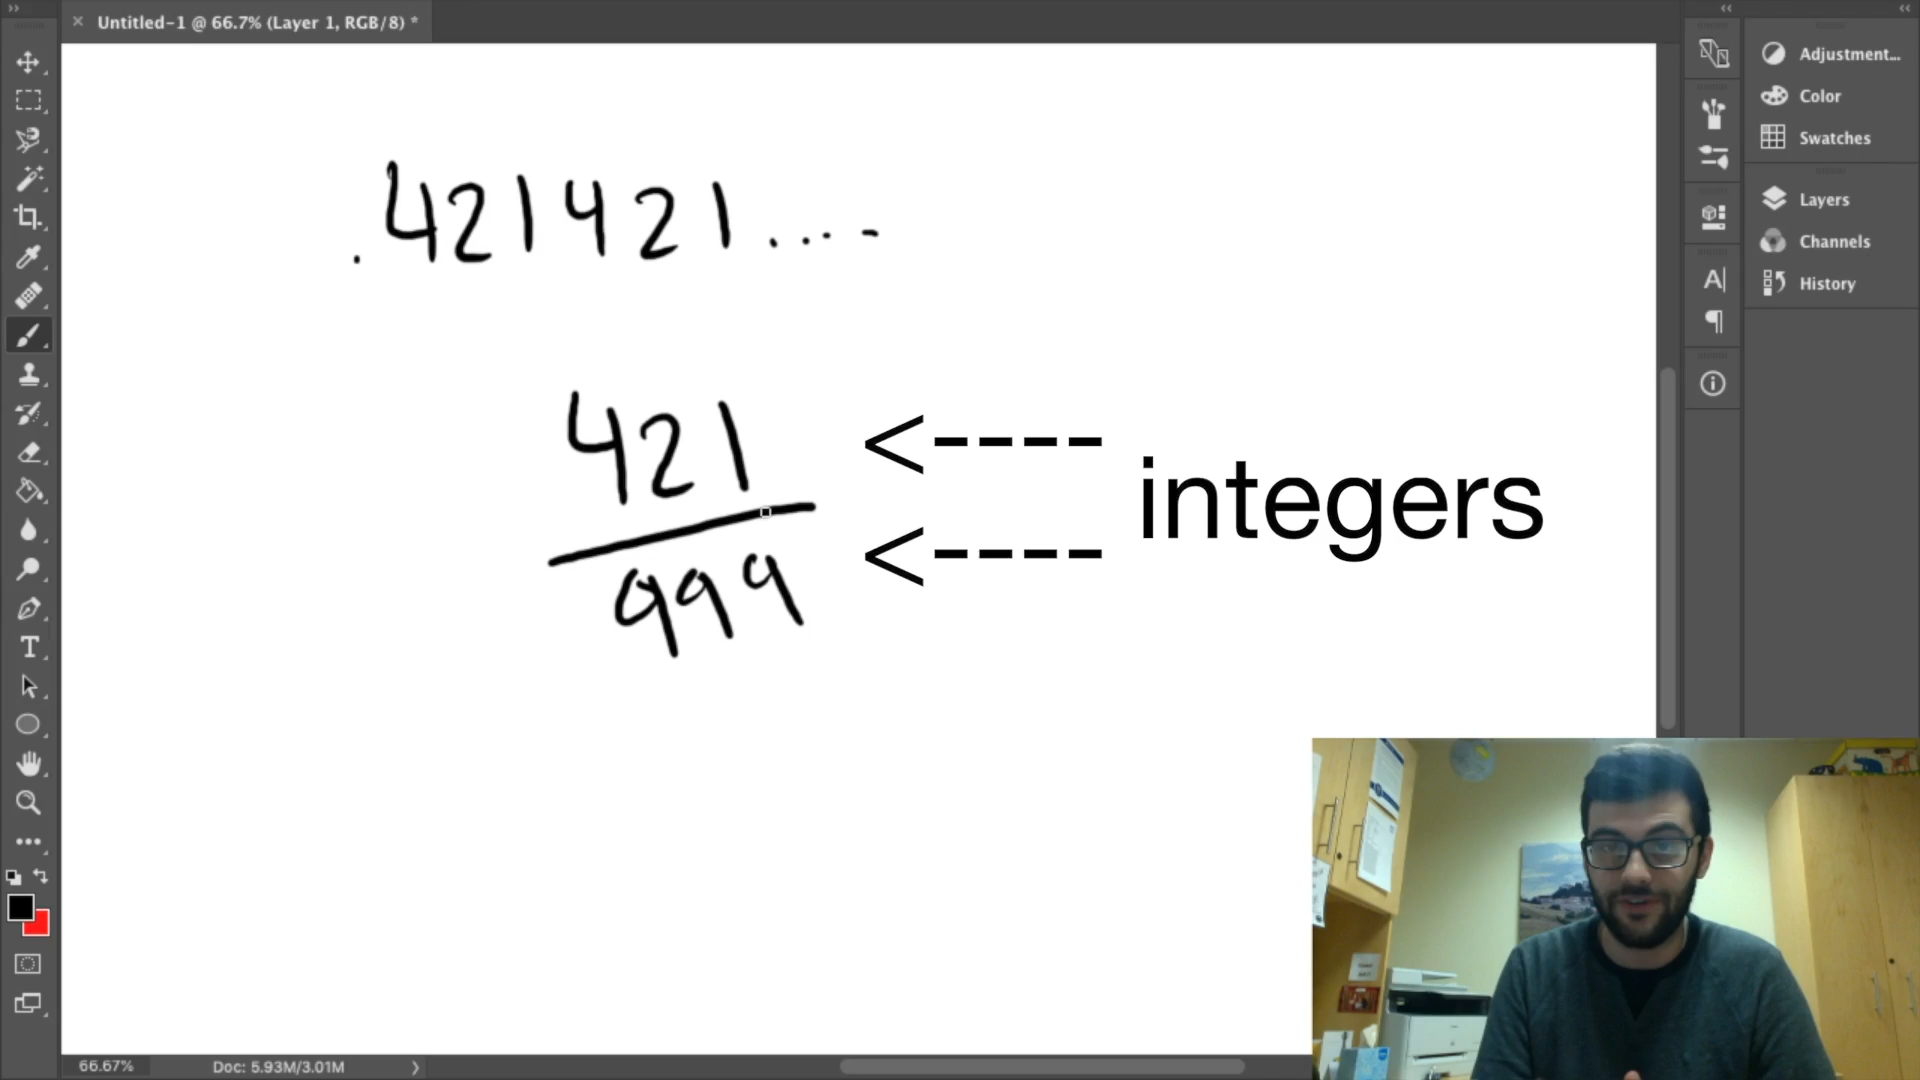 Untitled-1 @ 66.7% (Layer 1, RGB/8) *
Adjustment...
Color
Swatches
Layers
Channels
History
.421421....-
421
999
<----
<----
integers
66.67%
Doc: 5.93M/3.01M